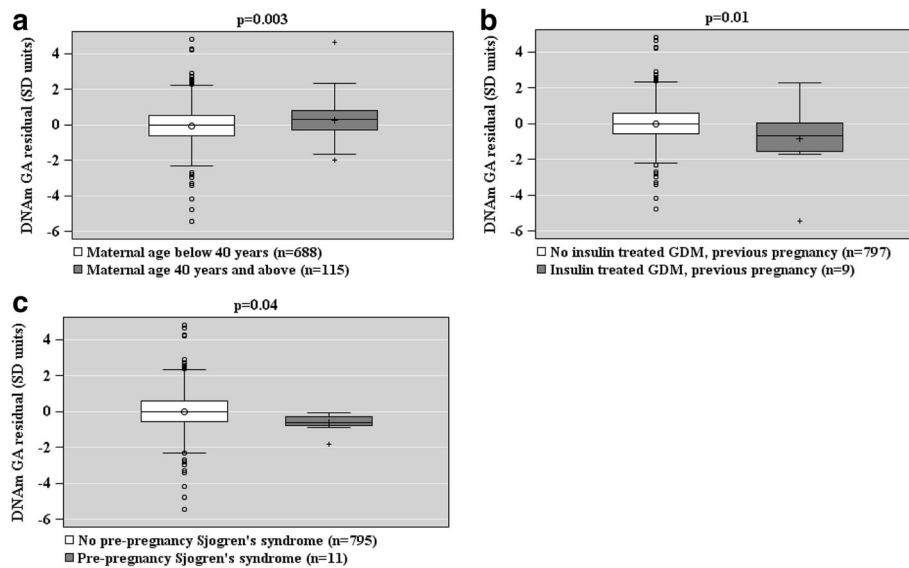 a
p=0.003
DNAm GA residual (SD units)
4
2
0
-2
-4
-6
Maternal age below 40 years (n=688)
Maternal age 40 years and above (n=115)
b
p=0.01
DNAm GA residual (SD units)
4
2
0
-2
-4
-6
No insulin treated GDM, previous pregnancy (n=797)
Insulin treated GDM, previous pregnancy (n=9)
c
p=0.04
DNAm GA residual (SD units)
4
2
0
-2
-4
-6
No pre-pregnancy Sjogren's syndrome (n=795)
Pre-pregnancy Sjogren's syndrome (n=11)